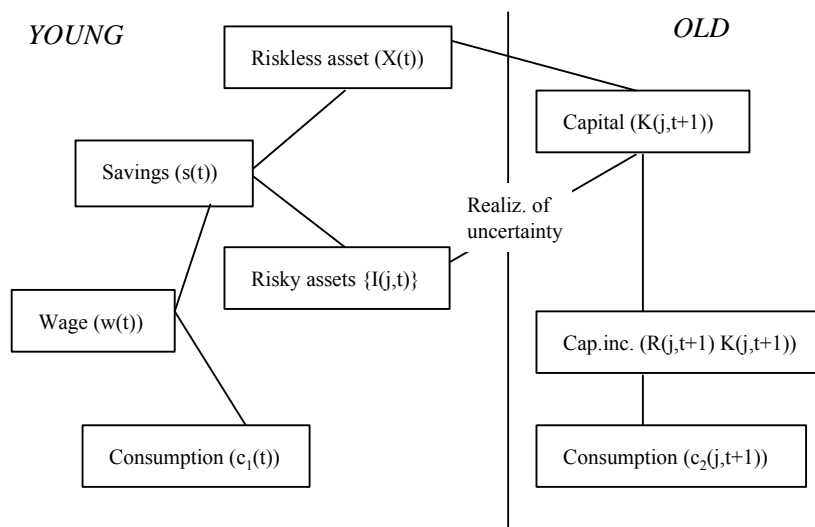 YOUNG
OLD
Riskless asset (X(t))
Capital (K(j,t+1))
Savings (s(t))
Realiz. of
uncertainty
Risky assets {I(j,t)}
Wage (w(t))
Cap.inc. (R(j,t+1) K(j,t+1))
Consumption (c₁(t))
Consumption (c₂(j,t+1))